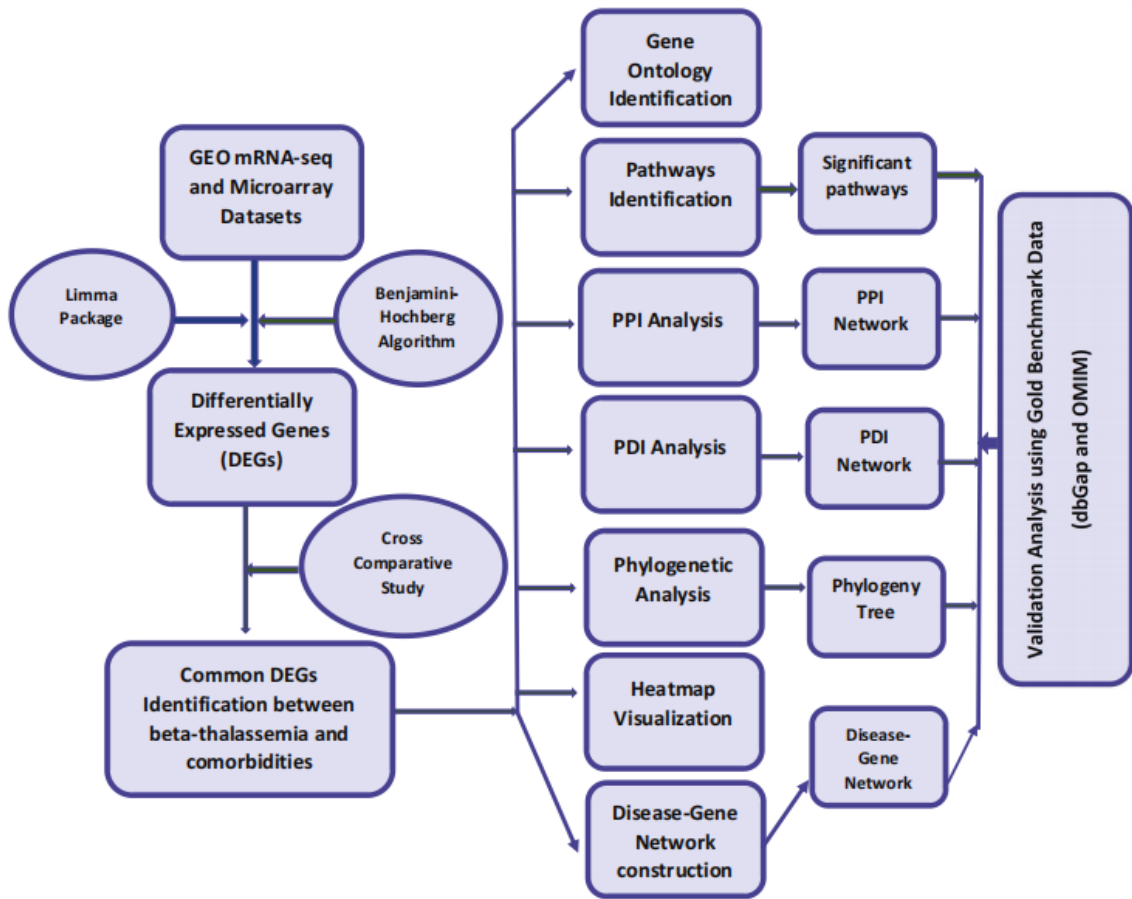 GEO mRNA-seq
and Microarray
Datasets
Limma
Package
Benjamini-
Hochberg
Algorithm
Differentially
Expressed Genes
(DEGs)
Cross
Comparative
Study
Common DEGs
Identification between
beta-thalassemia and
comorbidities
Gene
Ontology
Identification
Pathways
Identification
Significant
pathways
PPI Analysis
PPI
Network
PDI Analysis
PDI
Network
Phylogenetic
Analysis
Phylogeny
Tree
Heatmap
Visualization
Disease-Gene
Network
construction
Disease-
Gene
Network
Validation Analysis using Gold Benchmark Data
(dbGap and OMIM)